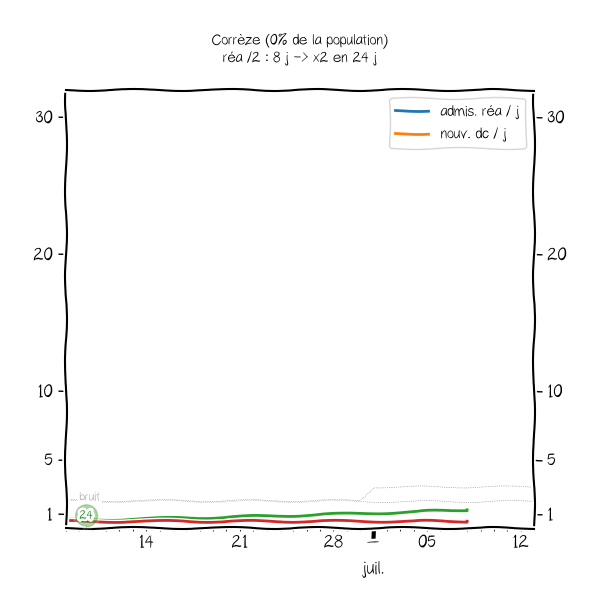 Corrèze (0% de la population)
réa /2 : 8 j -> x2 en 24 j
admis. réa / j
nouv. dc / j
30
30
20
20
10
10
5
5
bruit
24
1
1
14
21
28
05
12
juil.